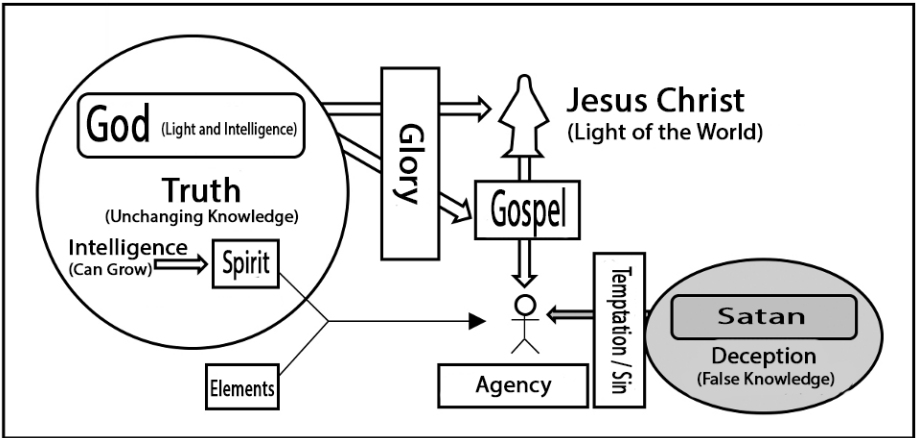 God (Light and Intelligence)
Truth
(Unchanging Knowledge)
Intelligence
(Can Grow)
Spirit
Elements
Glory
Jesus Christ
(Light of the World)
Gospel
Agency
Temptation / Sin
Satan
Deception
(False Knowledge)